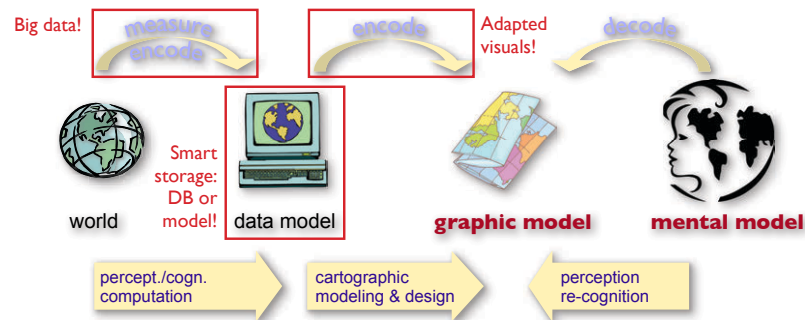 Big data!
measure
encode
encode
Adapted
visuals!
decode
Smart
storage:
DB or
model!
world
data model
graphic model
mental model
percept./cogn.
computation
cartographic
modeling & design
perception
re-cognition